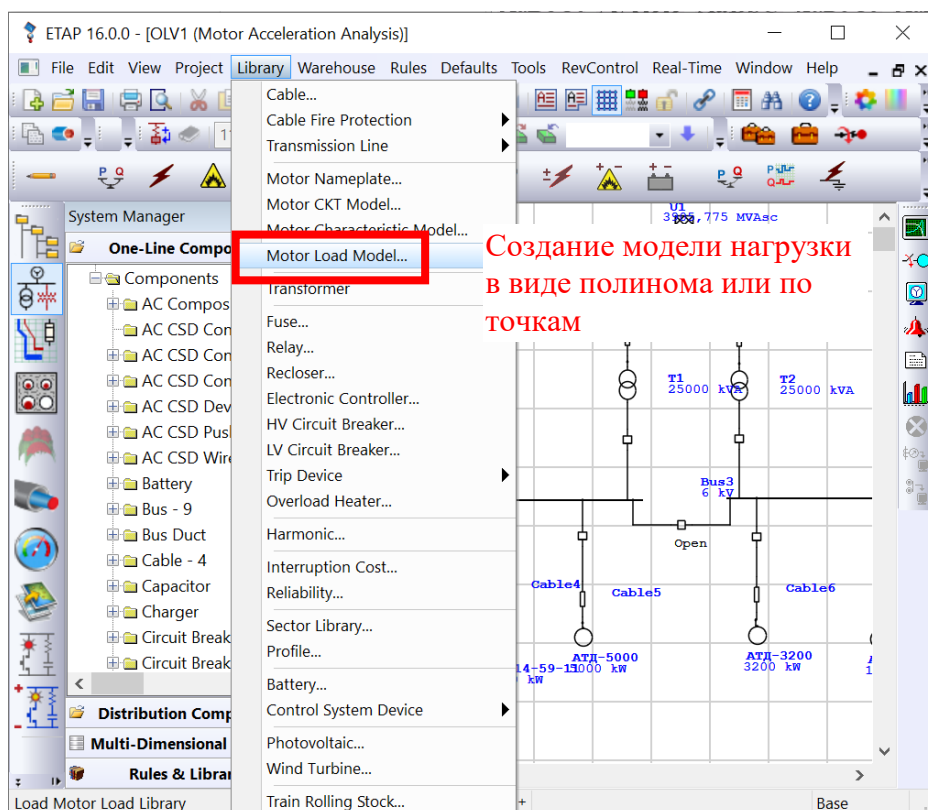 ETAP 16.0.0 - [OLV1 (Motor Acceleration Analysis)]
File Edit View Project Library Warehouse Rules Defaults Tools RevControl Real-Time Window Help
System Manager
One-Line Compo
Components
AC Compos
AC CSD Con
AC CSD Con
AC CSD Con
AC CSD Dev
AC CSD Pus
AC CSD Wire
Battery
Bus - 9
Bus Duct
Cable - 4
Capacitor
Charger
Circuit Break
Circuit Break
Distribution Comp
Multi-Dimensional
Rules & Librar
Cable...
Cable Fire Protection
Transmission Line
Motor Nameplate...
Motor CKT Model...
Motor Characteristic Model...
Motor Load Model...
Transformer
Fuse...
Relay...
Recloser...
Electronic Controller...
HV Circuit Breaker...
LV Circuit Breaker...
Trip Device
Overload Heater...
Harmonic...
Interruption Cost...
Reliability...
Sector Library...
Profile...
Battery...
Control System Device
Photovoltaic...
Wind Turbine...
Train Rolling Stock...
U1
MVAsc
Создание модели нагрузки
в виде полинома или по
точкам
T1
25000 kVA
T2
25000 kVA
Bus3
6 kV
Open
Cable4
Cable5
Cable6
АТД-5000
kW
АТД-3200
3200 kW
Load Motor Load Library
Base